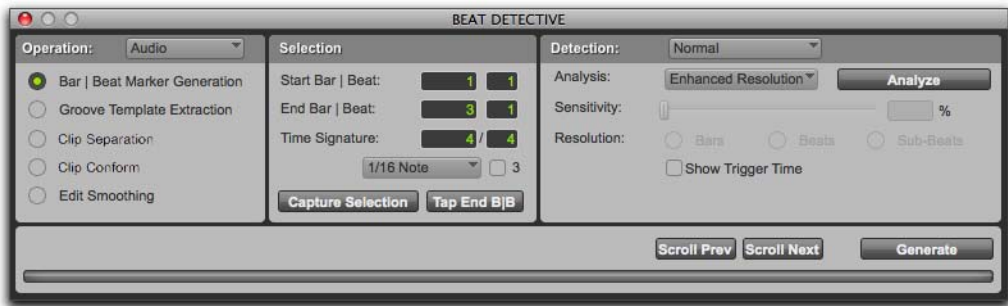 BEAT DETECTIVE
Operation: Audio
Bar | Beat Marker Generation
Groove Template Extraction
Clip Separation
Clip Conform
Edit Smoothing
Selection
Start Bar | Beat: 1 1
End Bar | Beat: 3 1
Time Signature: 4 / 4
1/16 Note 3
Capture Selection Tap End B|B
Detection: Normal
Analysis: Enhanced Resolution Analyze
Sensitivity: %
Resolution: Bars Beats Sub-Beats
Show Trigger Time
Scroll Prev Scroll Next Generate